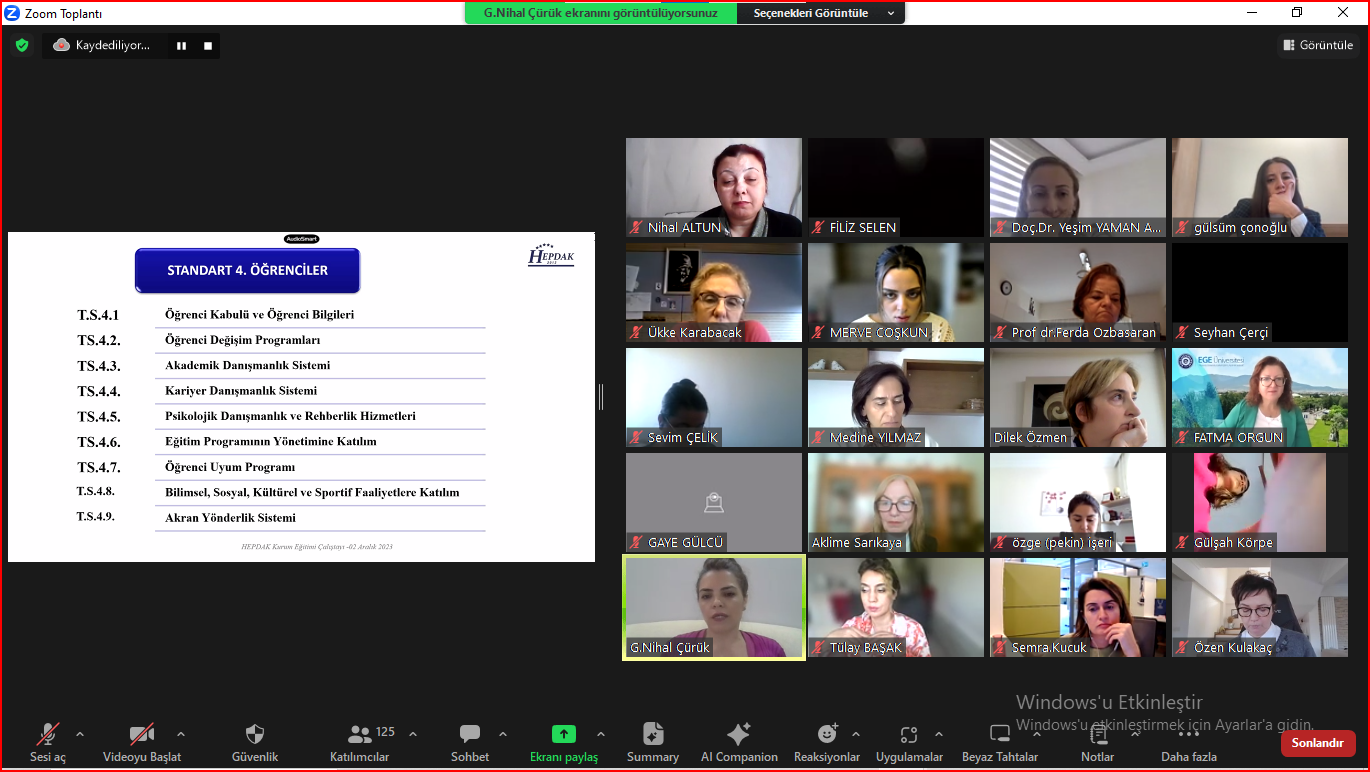 Zoom Toplantı
G.Nihal Çürük ekranını görüntülüyorsunuz
Seçenekleri Görüntüle
Kaydediliyor...
Görüntüle
AudioSmart
STANDART 4. ÖĞRENCİLER
HEPDAK
T.S.4.1 Öğrenci Kabulü ve Öğrenci Bilgileri
TS.4.2. Öğrenci Değişim Programları
TS.4.3. Akademik Danışmanlık Sistemi
TS.4.4. Kariyer Danışmanlık Sistemi
TS.4.5. Psikolojik Danışmanlık ve Rehberlik Hizmetleri
TS.4.6. Eğitim Programının Yönetimine Katılım
TS.4.7. Öğrenci Uyum Programı
T.S.4.8. Bilimsel, Sosyal, Kültürel ve Sportif Faaliyetlere Katılım
T.S.4.9. Akran Yönderlik Sistemi
HEPDAK Kurum Eğitimi Çalıştayı -02 Aralık 2023
Nihal ALTUN
FİLİZ SELEN
Doç.Dr. Yeşim YAMAN A...
gülsüm çonoğlu
Ülke Karabacak
MERVE COŞKUN
Prof dr.Ferda Ozbasaran
Seyhan Çerçi
Sevim ÇELİK
Medine YILMAZ
Dilek Özmen
EGE Üniversitesi
FATMA ORGUN
GAYE GÜLCÜ
Aklime Sarıkaya
özge (pekin) işeri
Gülşah Körpe
G.Nihal Çürük
Tülay BAŞAK
Semra.Kucuk
Özen Kulakaç
Windows'u Etkinleştir
Windows'u etkinleştirmek için Ayarlar'a gidin.
Sesi aç
Videoyu Başlat
Güvenlik
125
Katılımcılar
Sohbet
Ekranı paylaş
Summary
AI Companion
Reaksiyonlar
Uygulamalar
Beyaz Tahtalar
Notlar
Daha fazla
Sonlandır